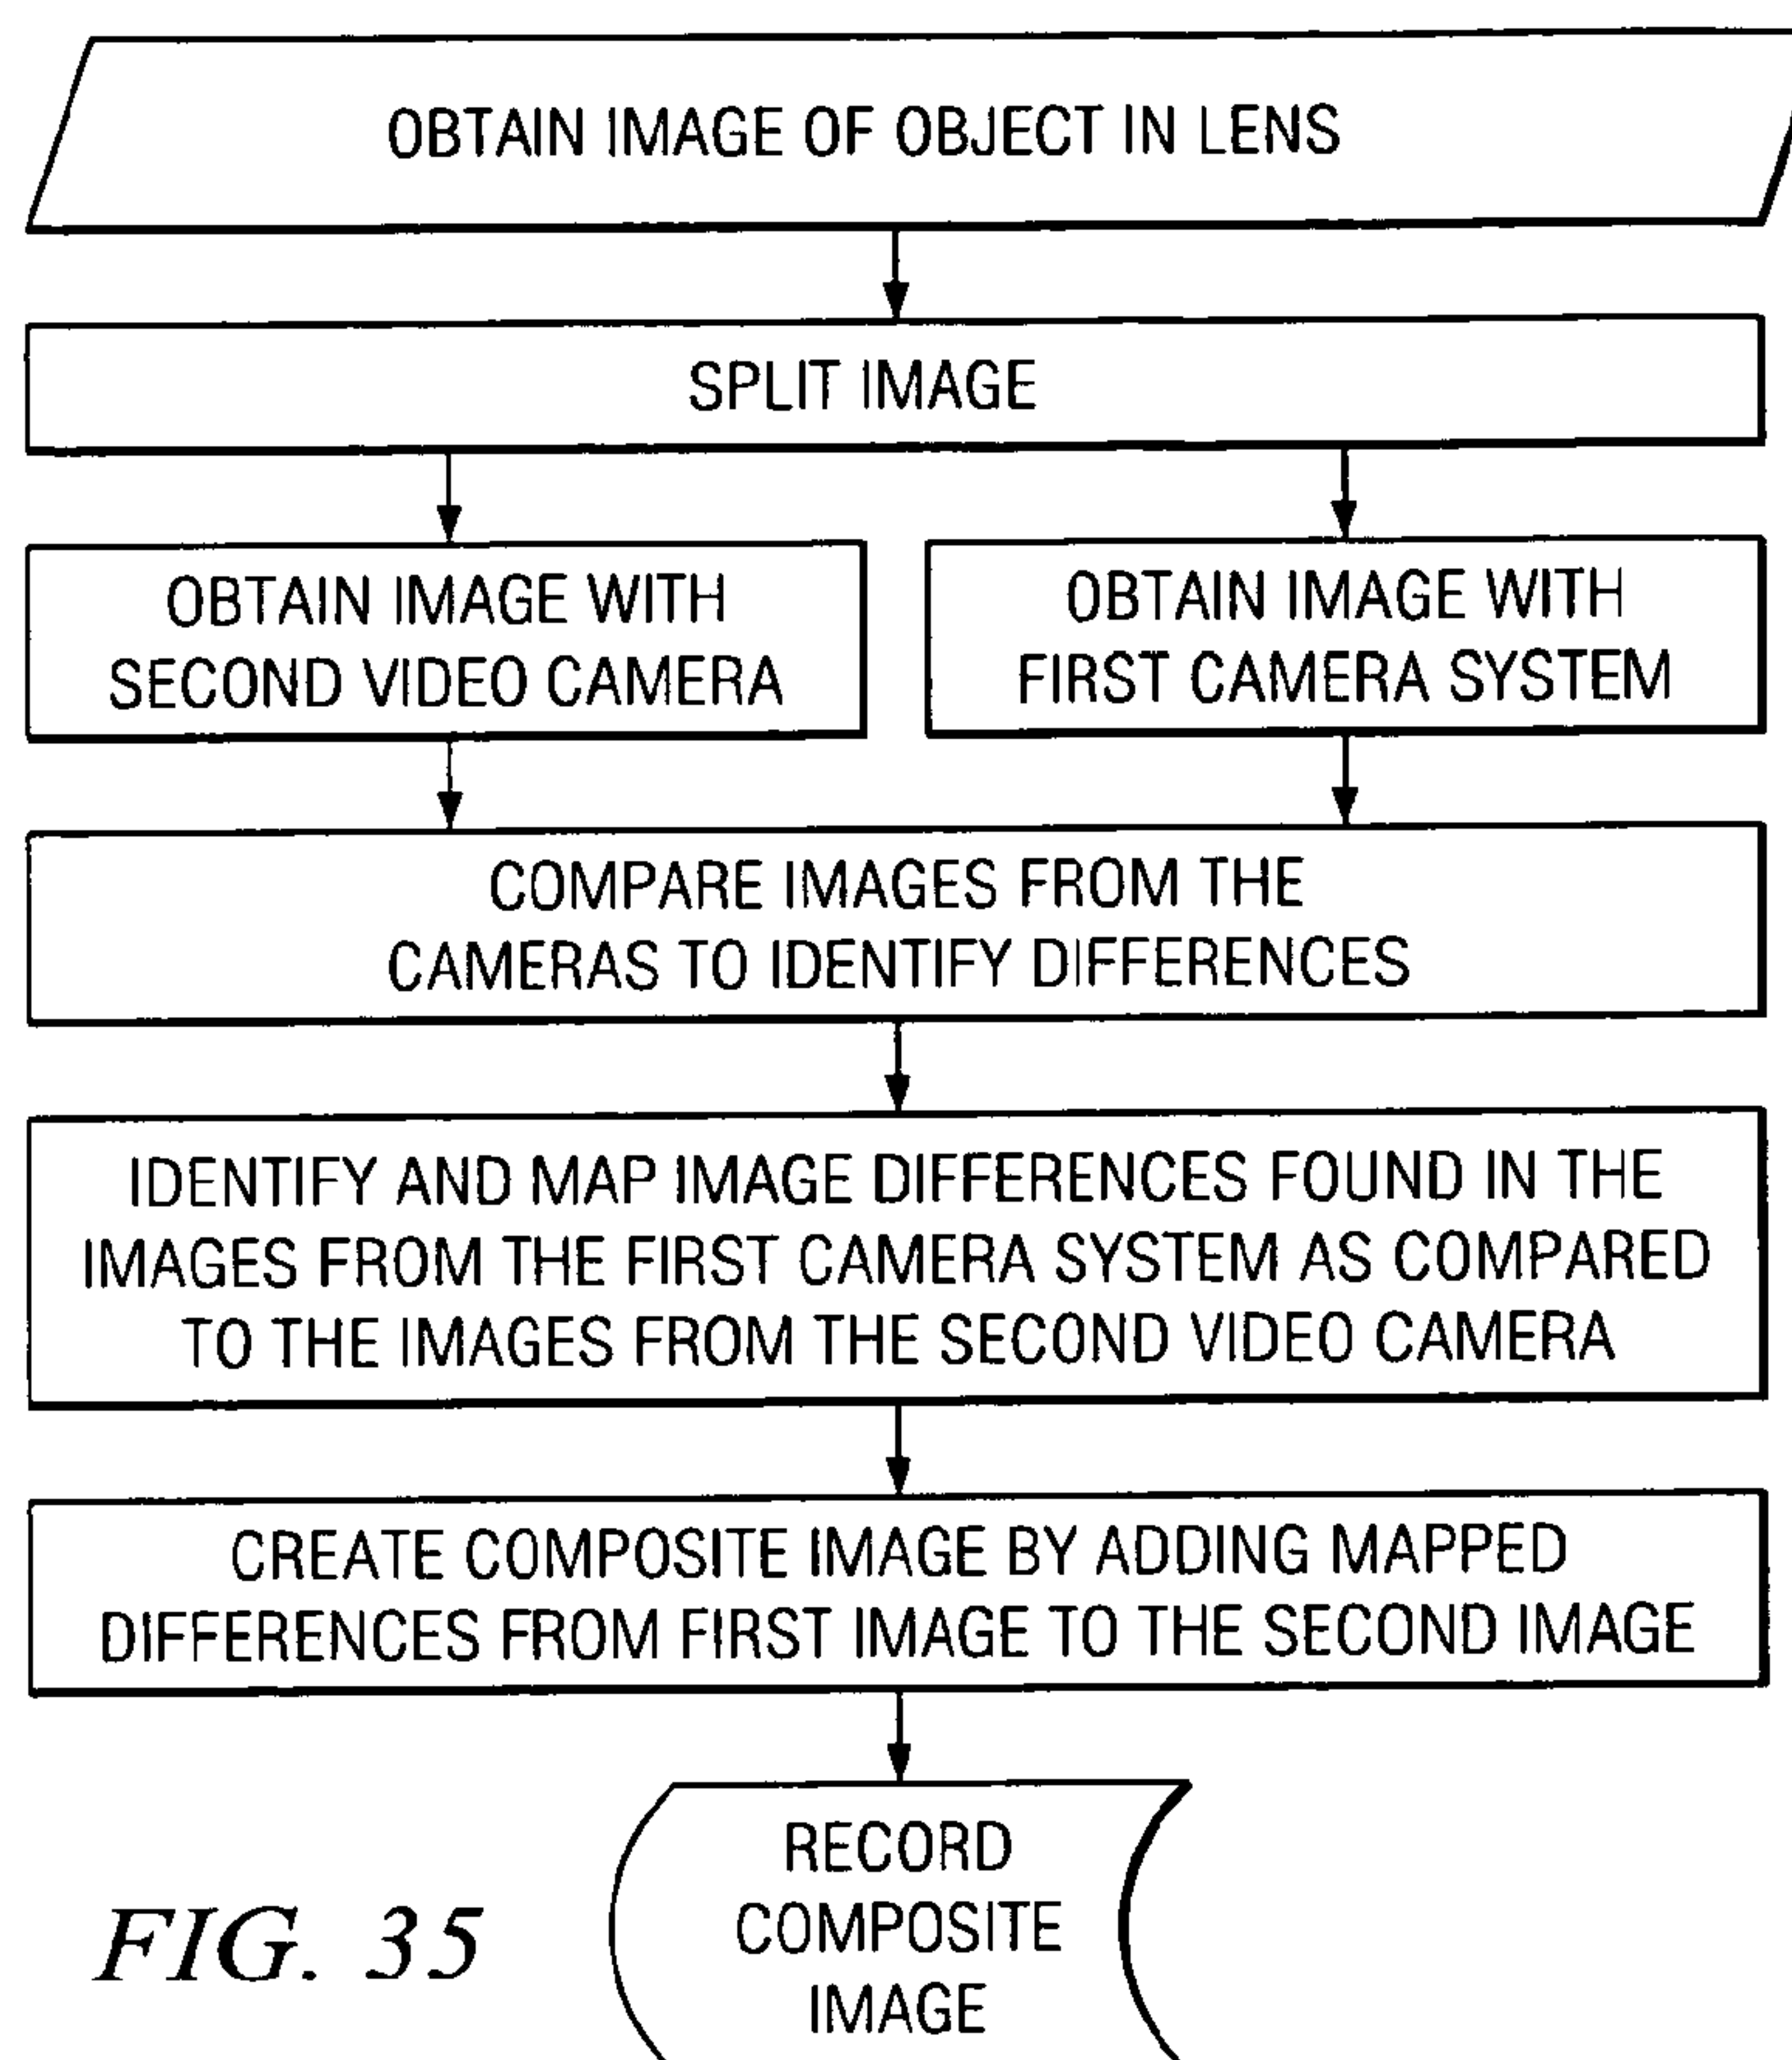 OBTAIN IMAGE OF OBJECT IN LENS
SPLIT IMAGE
OBTAIN IMAGE WITH
SECOND VIDEO CAMERA
OBTAIN IMAGE WITH
FIRST CAMERA SYSTEM
COMPARE IMAGES FROM THE
CAMERAS TO IDENTIFY DIFFERENCES
IDENTIFY AND MAP IMAGE DIFFERENCES FOUND IN THE
IMAGES FROM THE FIRST CAMERA SYSTEM AS COMPARED
TO THE IMAGES FROM THE SECOND VIDEO CAMERA
CREATE COMPOSITE IMAGE BY ADDING MAPPED
DIFFERENCES FROM FIRST IMAGE TO THE SECOND IMAGE
RECORD
COMPOSITE
IMAGE
FIG. 35